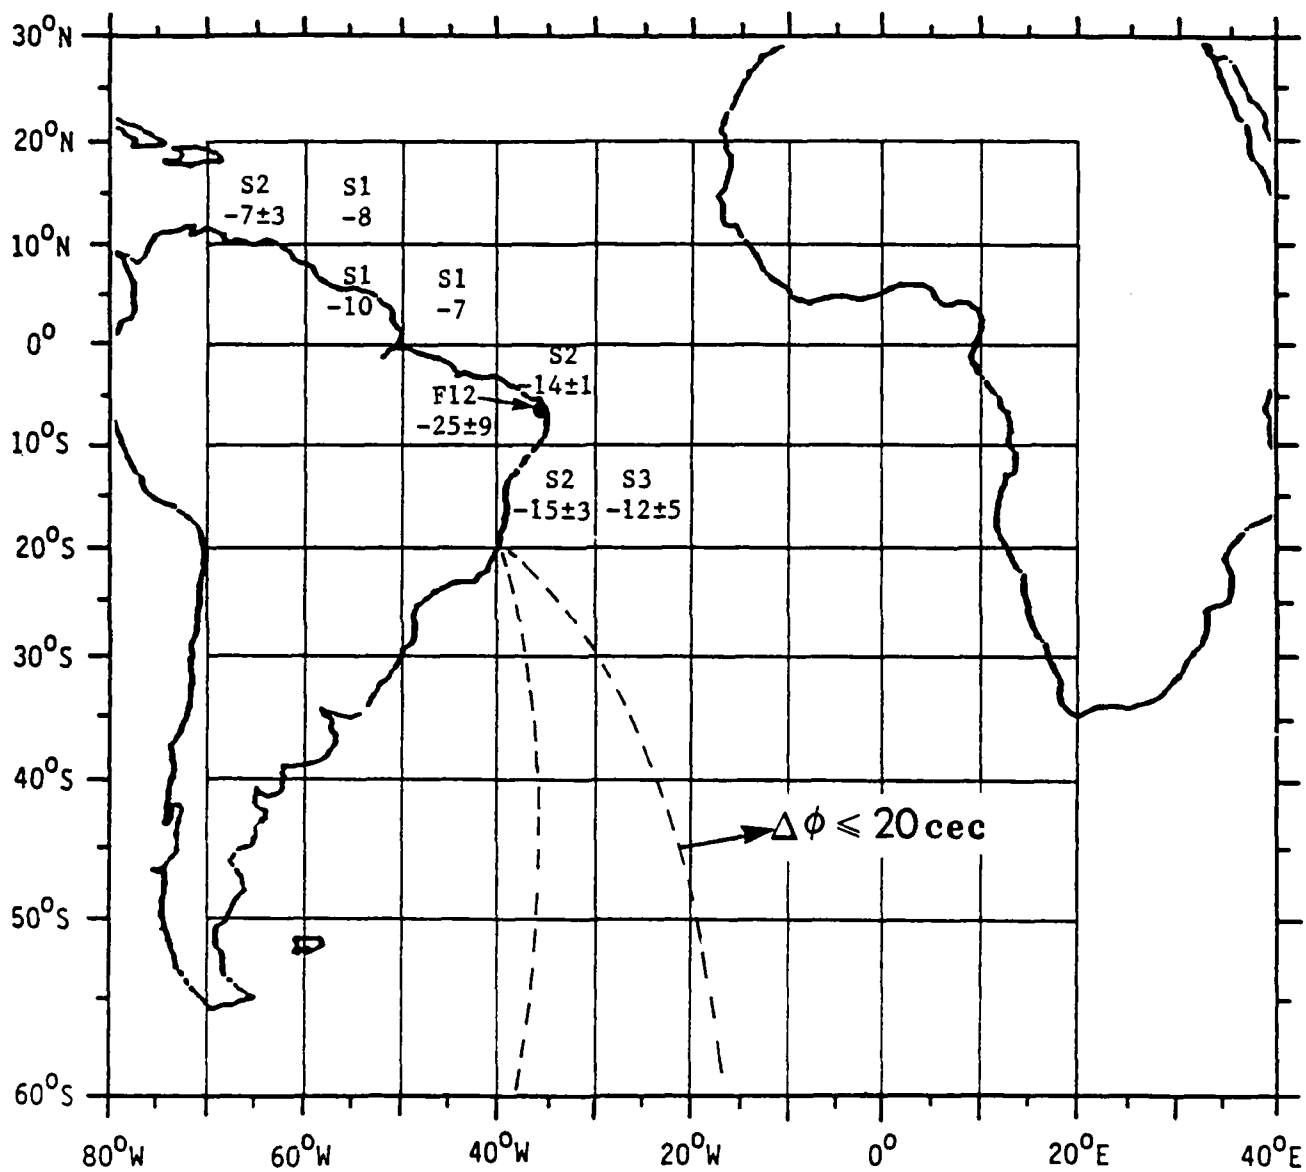 30°N
20°N
S2 S1
-7±3 -8
10°N
S1 S1
-10 -7
0°
S2
-14±1
F12
-25±9
10°S
S2 S3
-15±3 -12±5
20°S
30°S
40°S
Δϕ ⩽ 20 cec
50°S
60°S
80°W 60°W 40°W 20°W 0° 20°E 40°E